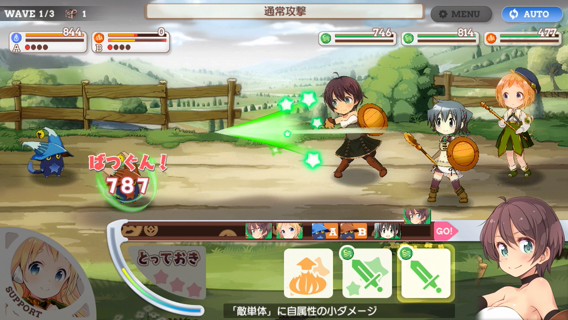 WAVE 1/3
1
通常攻撃
MENU
AUTO
844
A
0
B
746
814
477
ばつぐん!
787
A
B
GO!
SUPPORT
とっておき
「敵単体」に自属性の小ダメージ